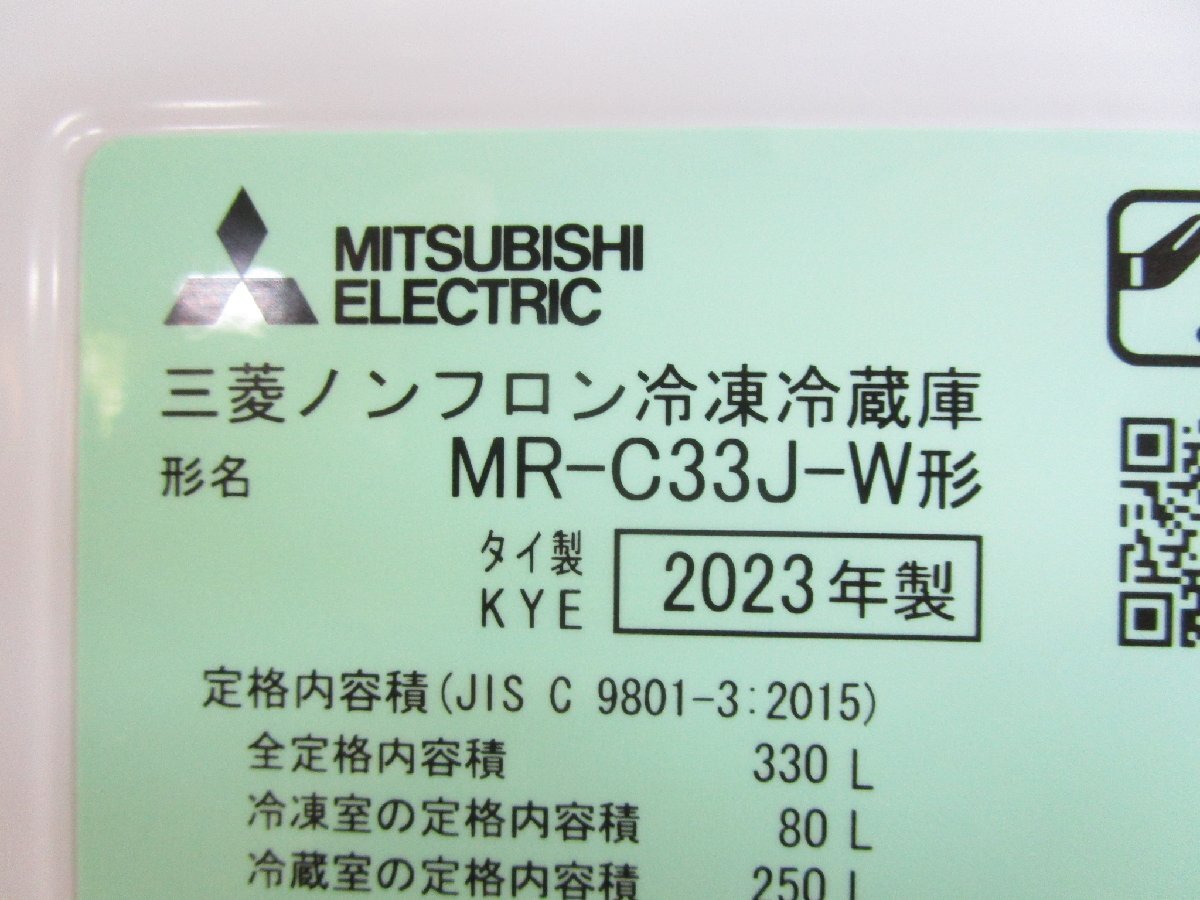 MITSUBISHI
ELECTRIC
三菱ノンフロン冷凍冷蔵庫
形名 MR-C33J-W形
タイ製
KYE
2023年製
定格内容積(JIS C 9801-3:2015)
全定格内容積 330 L
冷凍室の定格内容積 80 L
冷蔵室の定格内容積 250 L